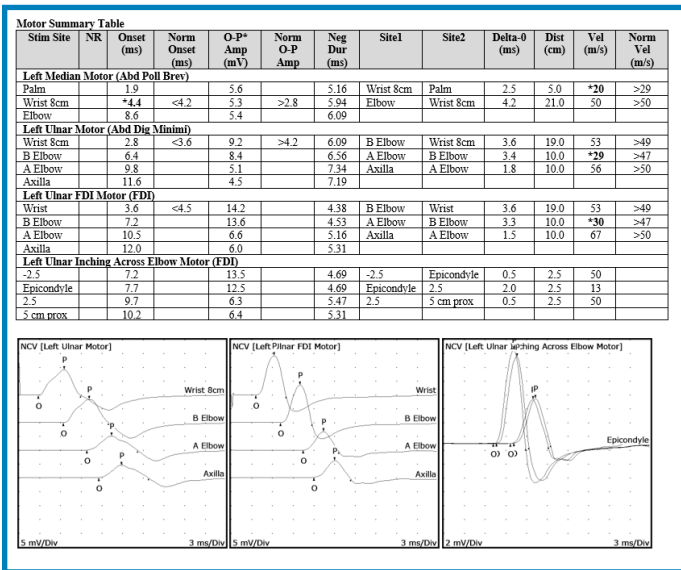 Motor Summary Table
Stim Site NR Onset (ms) Norm Onset (ms) O-P* Amp (mV) Norm O-P Amp Neg Dur (ms) Site1 Site2 Delta-0 (ms) Dist (cm) Vel (m/s) Norm Vel (m/s)
Left Median Motor (Abd Poll Brev)
Palm 1.9 5.6 5.16 Wrist 8cm Palm 2.5 5.0 *20 >29
Wrist 8cm *4.4 <4.2 5.3 >2.8 5.94 Elbow Wrist 8cm 4.2 21.0 50 >50
Elbow 8.6 5.4 6.09
Left Ulnar Motor (Abd Dig Minimi)
Wrist 8cm 2.8 <3.6 9.2 >4.2 6.09 B Elbow Wrist 8cm 3.6 19.0 53 >49
B Elbow 6.4 8.4 6.56 A Elbow B Elbow 3.4 10.0 *29 >47
A Elbow 9.8 5.1 7.34 Axilla A Elbow 1.8 10.0 56 >50
Axilla 11.6 4.5 7.19
Left Ulnar FDI Motor (FDI)
Wrist 3.6 <4.5 14.2 4.38 B Elbow Wrist 3.6 19.0 53 >49
B Elbow 7.2 13.6 4.53 A Elbow B Elbow 3.3 10.0 *30 >47
A Elbow 10.5 6.6 5.16 Axilla A Elbow 1.5 10.0 67 >50
Axilla 12.0 6.0 5.31
Left Ulnar Inching Across Elbow Motor (FDI)
-2.5 7.2 13.5 4.69 -2.5 Epicondyle 0.5 2.5 50
Epicondyle 7.7 12.5 4.69 Epicondyle 2.5 2.0 2.5 13
2.5 9.7 6.3 5.47 2.5 5 cm prox 0.5 2.5 50
5 cm prox 10.2 6.4 5.31
NCV [Left Ulnar Motor]
P
P
Wrist 8cm
O
P
B Elbow
O
P
A Elbow
O
Axilla
O
5 mV/Div 3 ms/Div
NCV [Left Ulnar FDI Motor]
P
P
Wrist
O
P
B Elbow
O
P
A Elbow
O
Axilla
O
5 mV/Div 3 ms/Div
NCV [Left Ulnar Inching Across Elbow Motor]
P
P
Epicondyle
O O
2 mV/Div 3 ms/Div